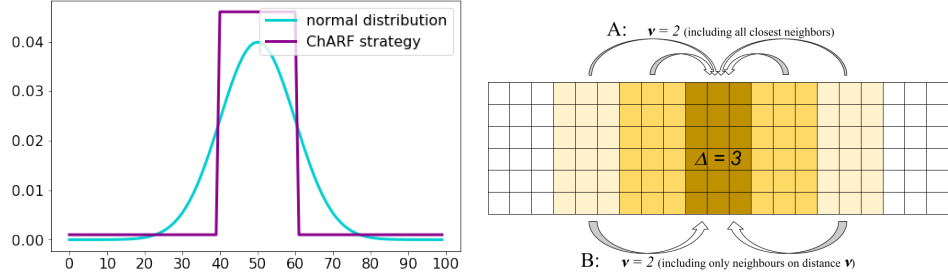 normal distribution
ChARF strategy
0.04
0.03
0.02
0.01
0.00
0 10 20 30 40 50 60 70 80 90 100
A: ν = 2 (including all closest neighbors)
Δ = 3
B: ν = 2 (including only neighbours on distance ν)